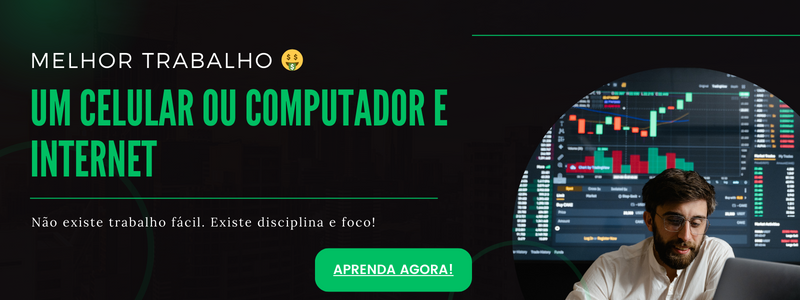 MELHOR TRABALHO 🤑
UM CELULAR OU COMPUTADOR E
INTERNET
Não existe trabalho fácil. Existe disciplina e foco!
APRENDA AGORA!